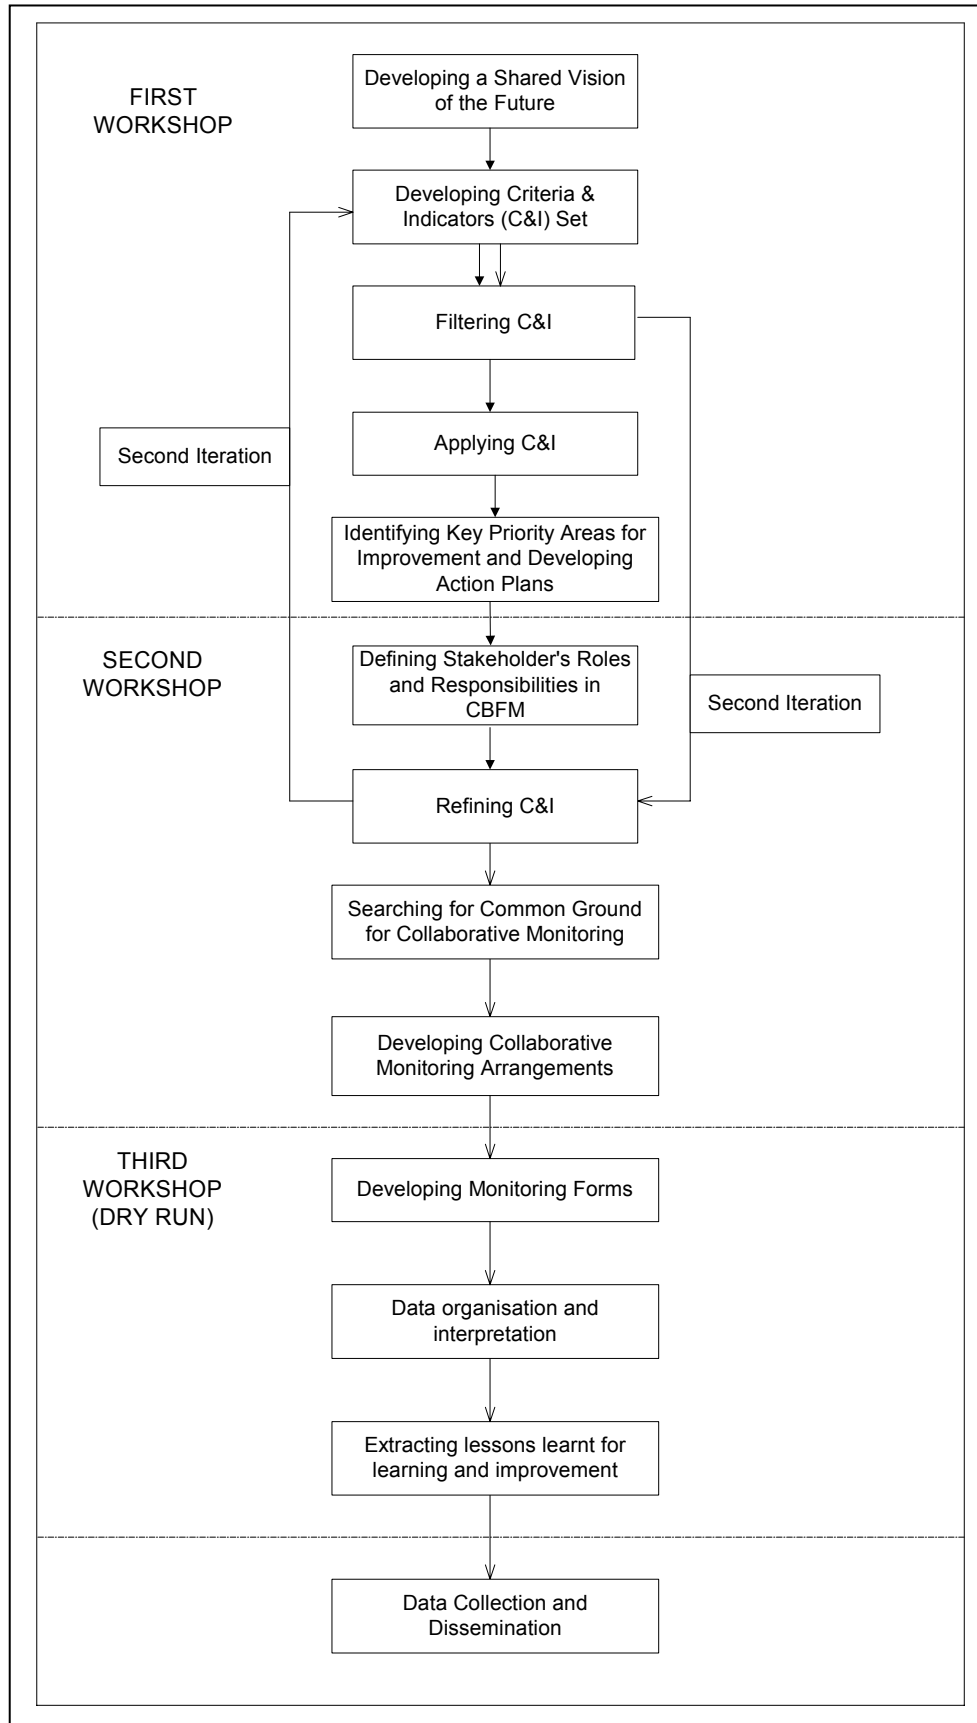 FIRST
WORKSHOP
Developing a Shared Vision
of the Future
Developing Criteria &
Indicators (C&I) Set
Filtering C&I
Applying C&I
Second Iteration
Identifying Key Priority Areas for
Improvement and Developing
Action Plans
SECOND
WORKSHOP
Defining Stakeholder's Roles
and Responsibilities in
CBFM
Second Iteration
Refining C&I
Searching for Common Ground
for Collaborative Monitoring
Developing Collaborative
Monitoring Arrangements
THIRD
WORKSHOP
(DRY RUN)
Developing Monitoring Forms
Data organisation and
interpretation
Extracting lessons learnt for
learning and improvement
Data Collection and
Dissemination